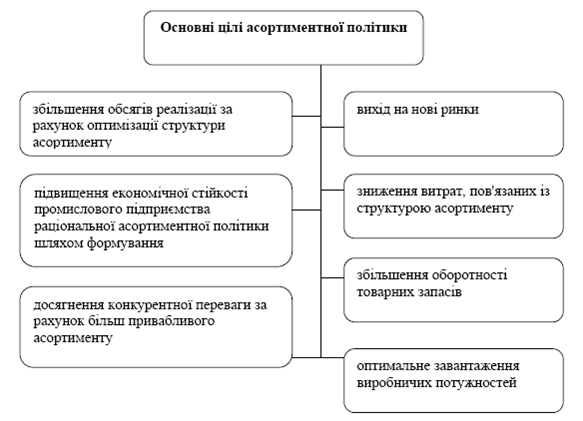 Основні цілі асортиментної політики
збільшення обсягів реалізації за
рахунок оптимізації структури
асортименту
підвищення економічної стійкості
промислового підприємства
раціональної асортиментної політики
шляхом формування
досягнення конкурентної переваги за
рахунок більш привабливого
асортименту
вихід на нові ринки
зниження витрат, пов'язаних із
структурою асортименту
збільшення оборотності
товарних запасів
оптимальне завантаження
виробничих потужностей